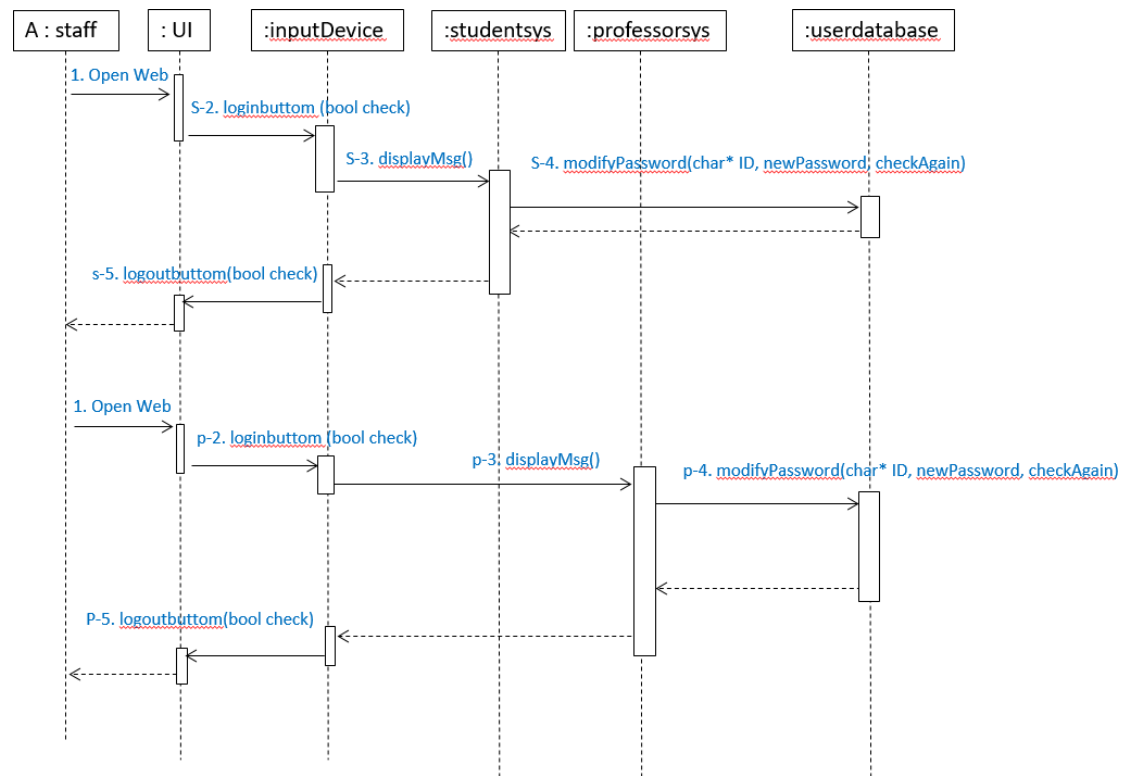 A : staff
: UI
:inputDevice
:studentsys
:professorsys
:userdatabase
1. Open Web
S-2. loginbuttom (bool check)
S-3. displayMsg()
S-4. modifyPassword(char* ID, newPassword, checkAgain)
s-5. logoutbuttom(bool check)
1. Open Web
p-2. loginbuttom (bool check)
p-3. displayMsg()
p-4. modifyPassword(char* ID, newPassword, checkAgain)
P-5. logoutbuttom(bool check)